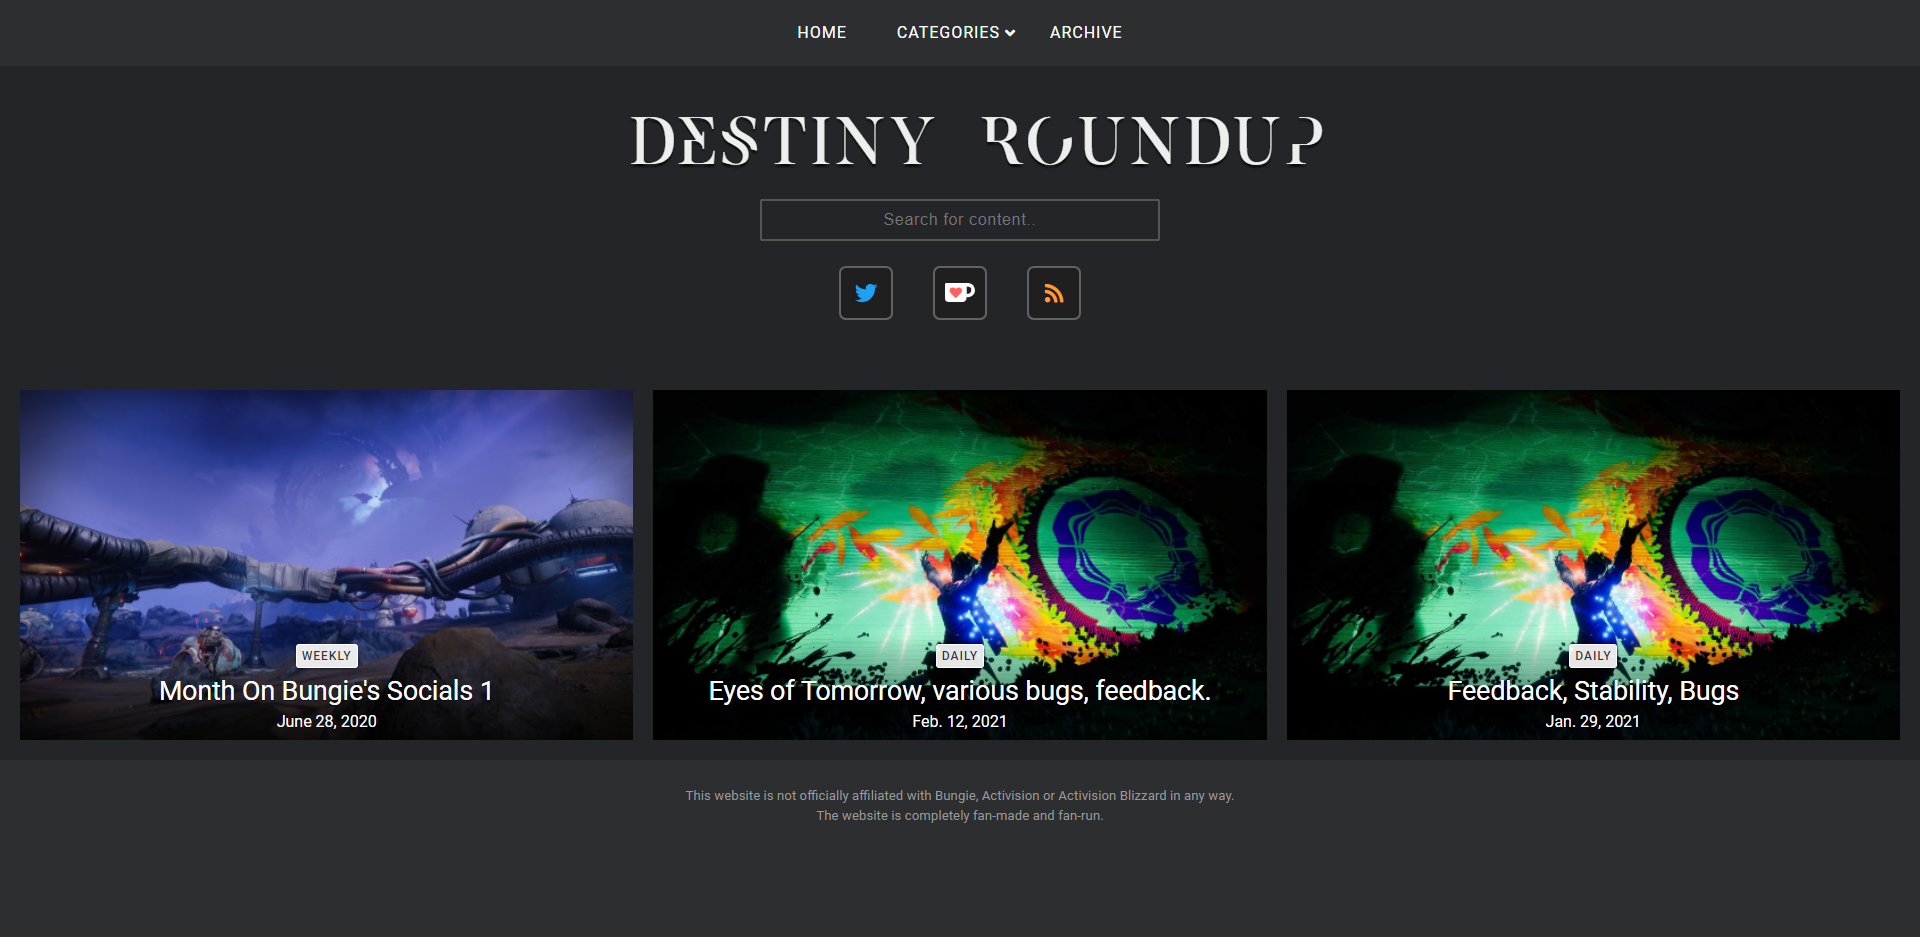 HOME CATEGORIES ARCHIVE
DESTINY ROUNDUP
Search for content..
WEEKLY
Month On Bungie's Socials 1
June 28, 2020
DAILY
Eyes of Tomorrow, various bugs, feedback.
Feb. 12, 2021
DAILY
Feedback, Stability, Bugs
Jan. 29, 2021
This website is not officially affiliated with Bungie, Activision or Activision Blizzard in any way.
The website is completely fan-made and fan-run.